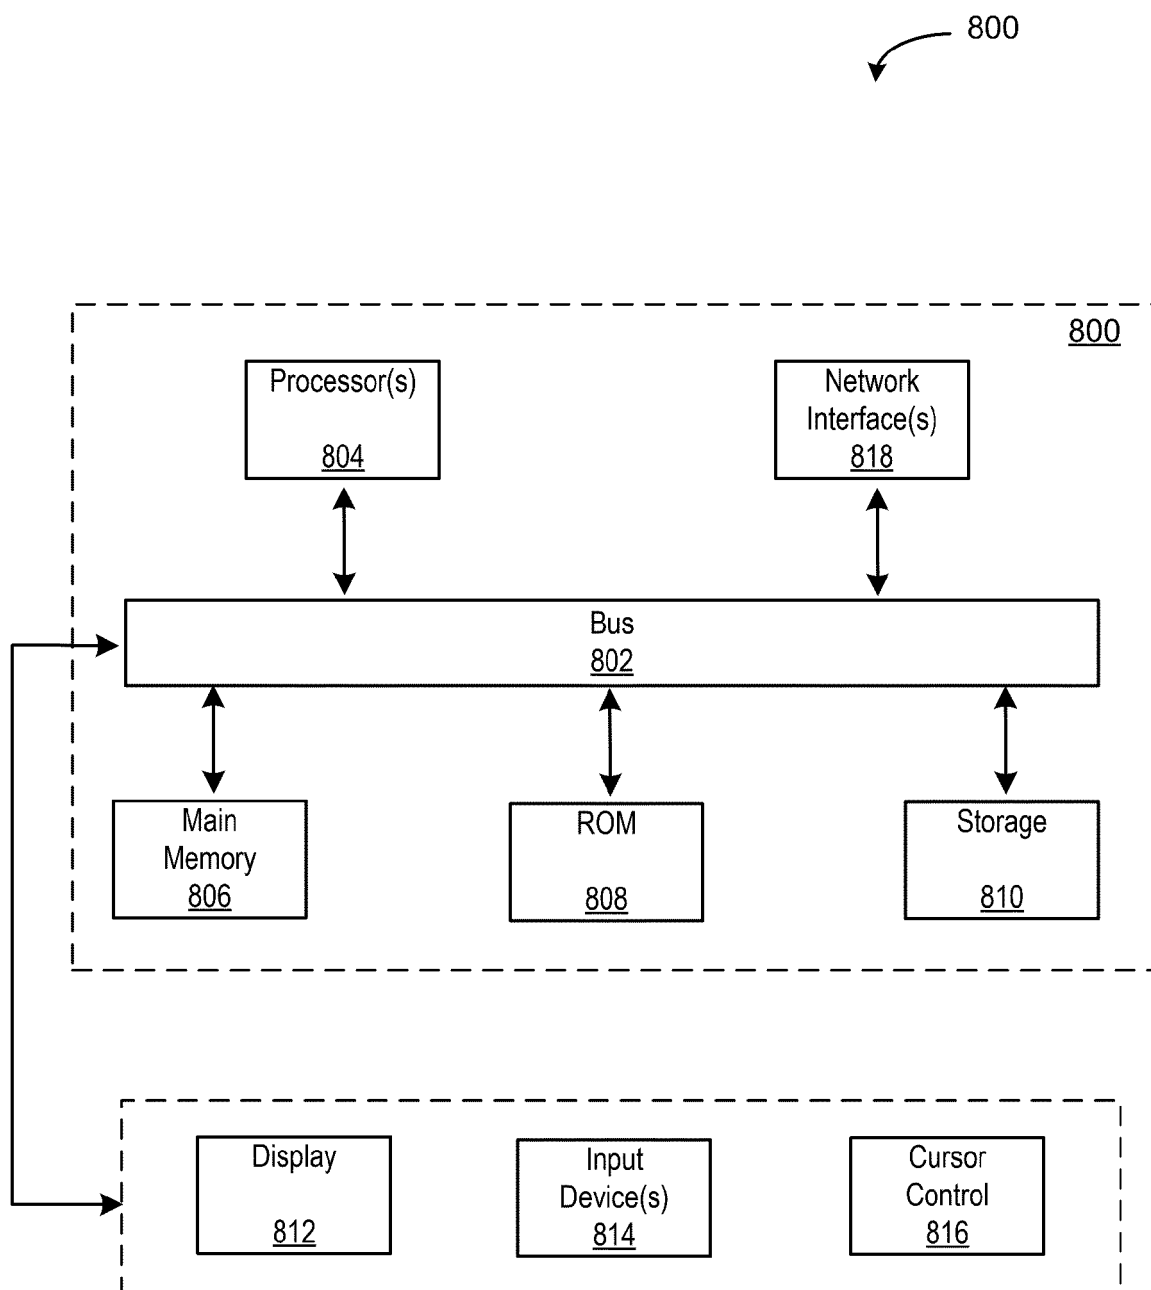 800
800
Processor(s)
804
Network
Interface(s)
818
Bus
802
Main
Memory
806
ROM
808
Storage
810
Display
812
Input
Device(s)
814
Cursor
Control
816